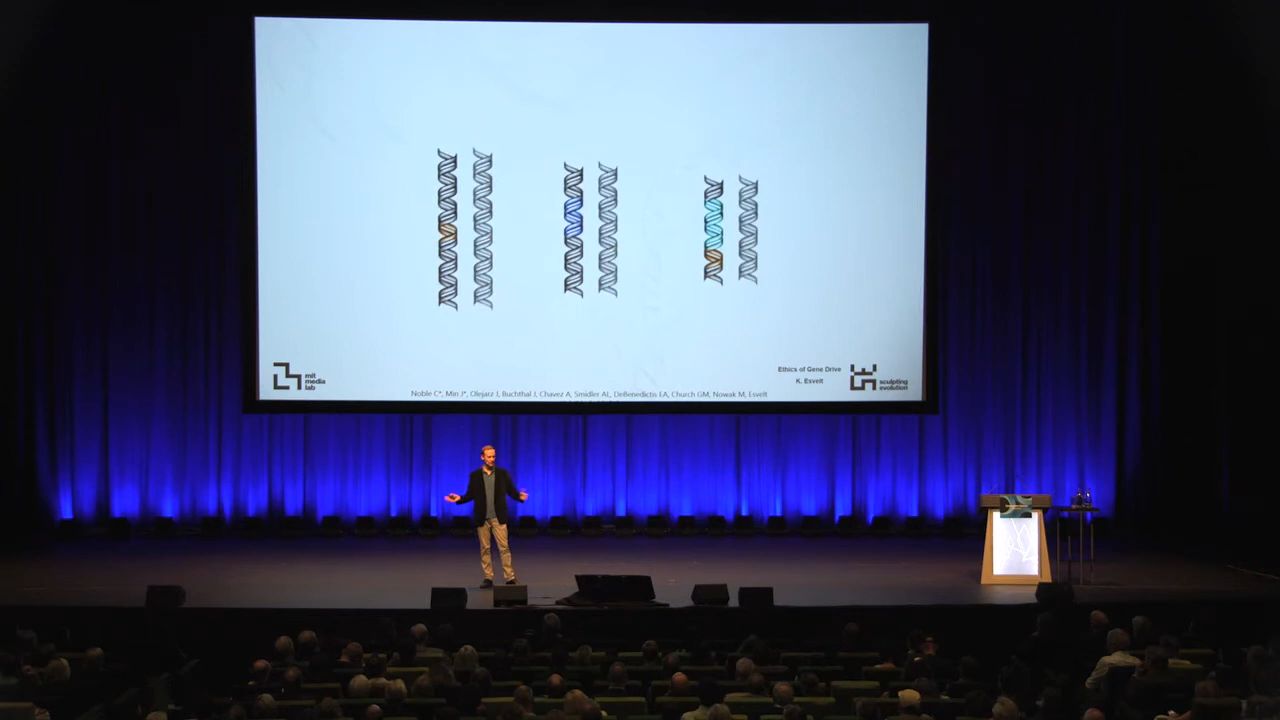 mit
media
lab
Ethics of Gene Drive
K. Esvelt
sculpting
evolution
Noble C*, Min J*, Olejarz J, Buchthal J, Chavez A, Smidler AL, DeBenedictis EA, Church GM, Nowak M, Esvelt